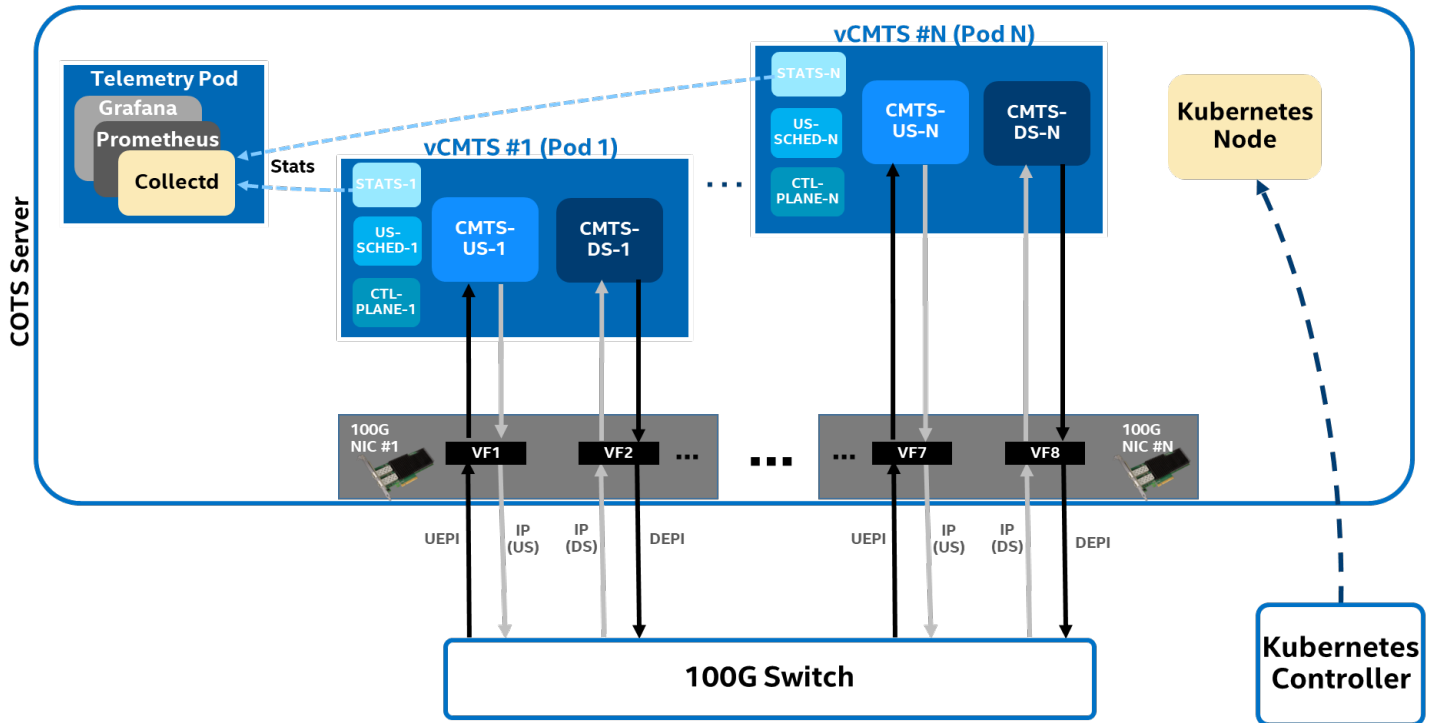 COTS Server
Telemetry Pod
Grafana
Prometheus
Collectd
Stats
vCMTS #1 (Pod 1)
STATS-1
US-
SCHED-1
CTL-
PLANE-1
CMTS-
US-1
CMTS-
DS-1
...
vCMTS #N (Pod N)
STATS-N
US-
SCHED-N
CTL-
PLANE-N
CMTS-
US-N
CMTS-
DS-N
Kubernetes
Node
100G
NIC #1
VF1
VF2
...
...
...
VF7
VF8
100G
NIC #N
UEPI
IP
(US)
IP
(DS)
DEPI
UEPI
IP
(US)
IP
(DS)
DEPI
100G Switch
Kubernetes
Controller